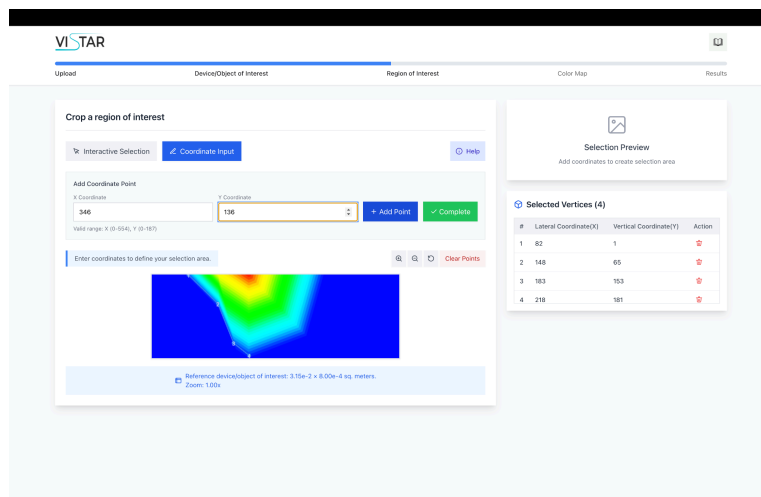 VISTAR
Upload
Device/Object of Interest
Region of Interest
Color Map
Results
Crop a region of interest
Interactive Selection
Coordinate Input
Help
Add Coordinate Point
X Coordinate
Y Coordinate
346
136
+ Add Point
Complete
Valid range: X (0-554), Y (0-187)
Enter coordinates to define your selection area.
Clear Points
Reference device/object of interest: 3.15e-2 × 8.00e-4 sq. meters.
Zoom: 1.00x
Selection Preview
Add coordinates to create selection area
Selected Vertices (4)
# Lateral Coordinate(X) Vertical Coordinate(Y) Action
1 82 1
2 148 65
3 183 153
4 218 181